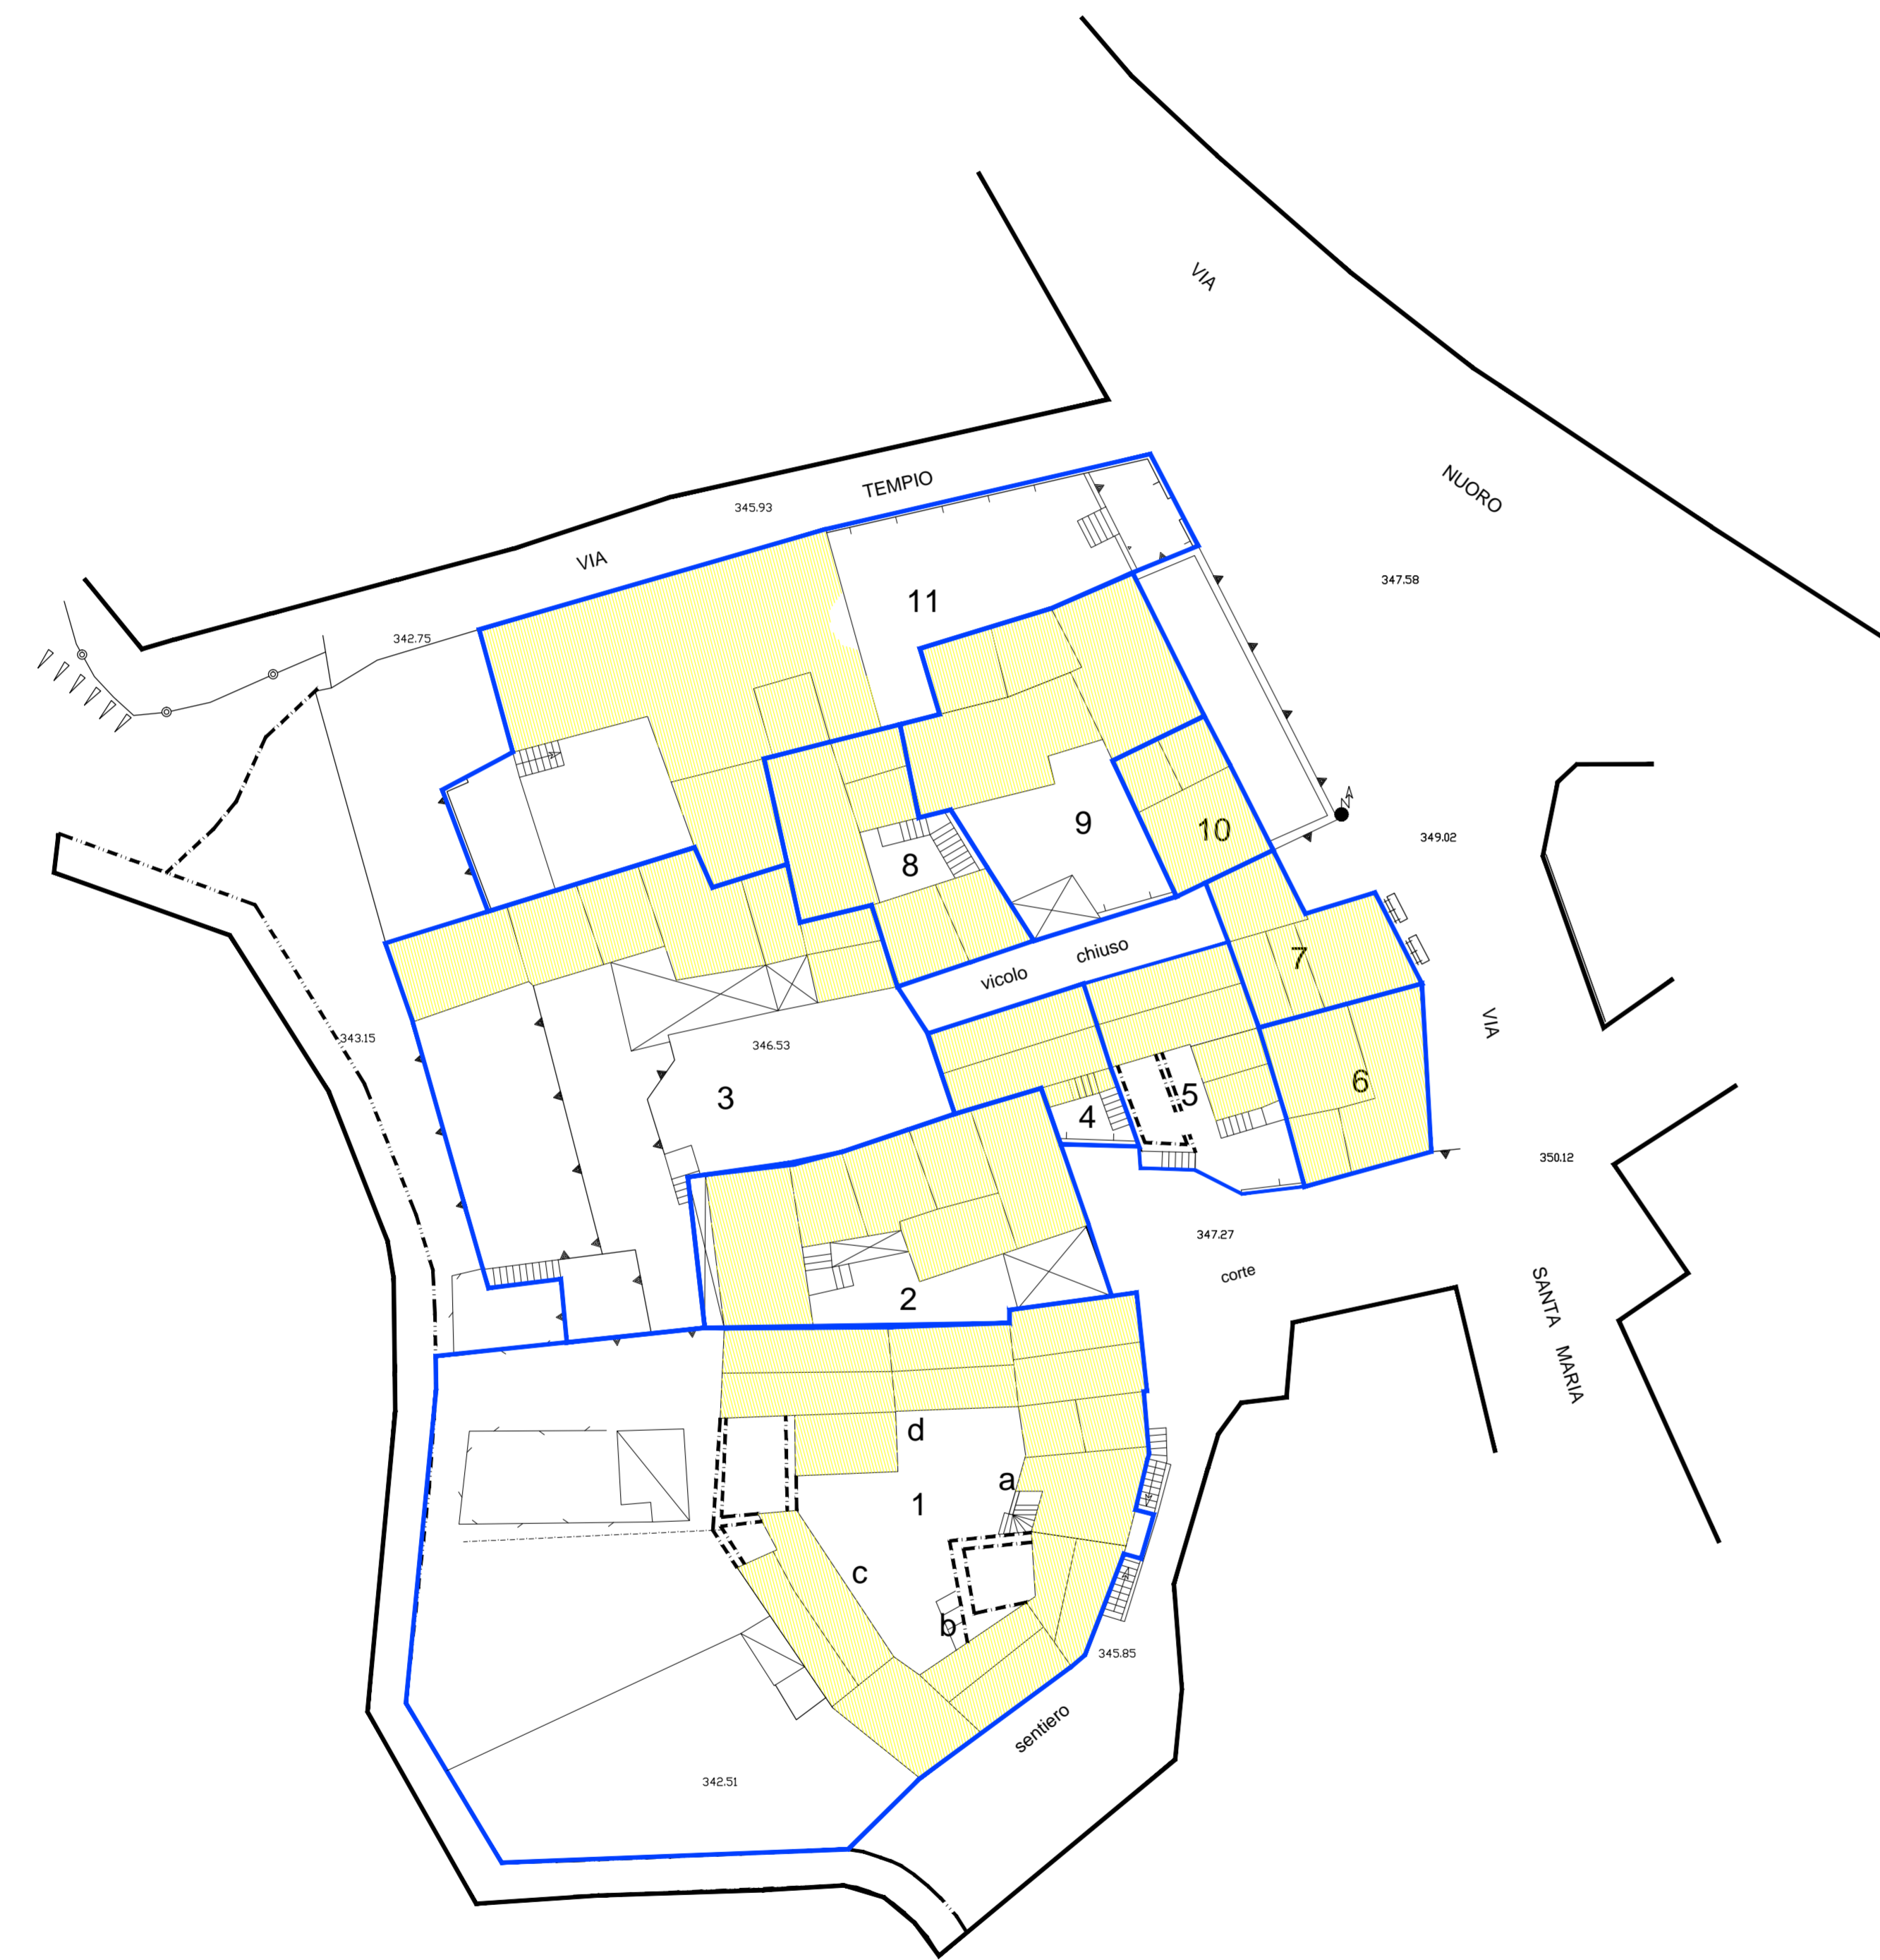 VIA
NUORO
TEMPIO
345.93
VIA
347.58
11
342.75
9
10
349.02
8
chiuso
vicolo
7
VIA
343.15
346.53
3
5
6
4
350.12
347.27
corte
SANTA
MARIA
2
d
a
1
c
b
345.85
sentiero
342.51
N